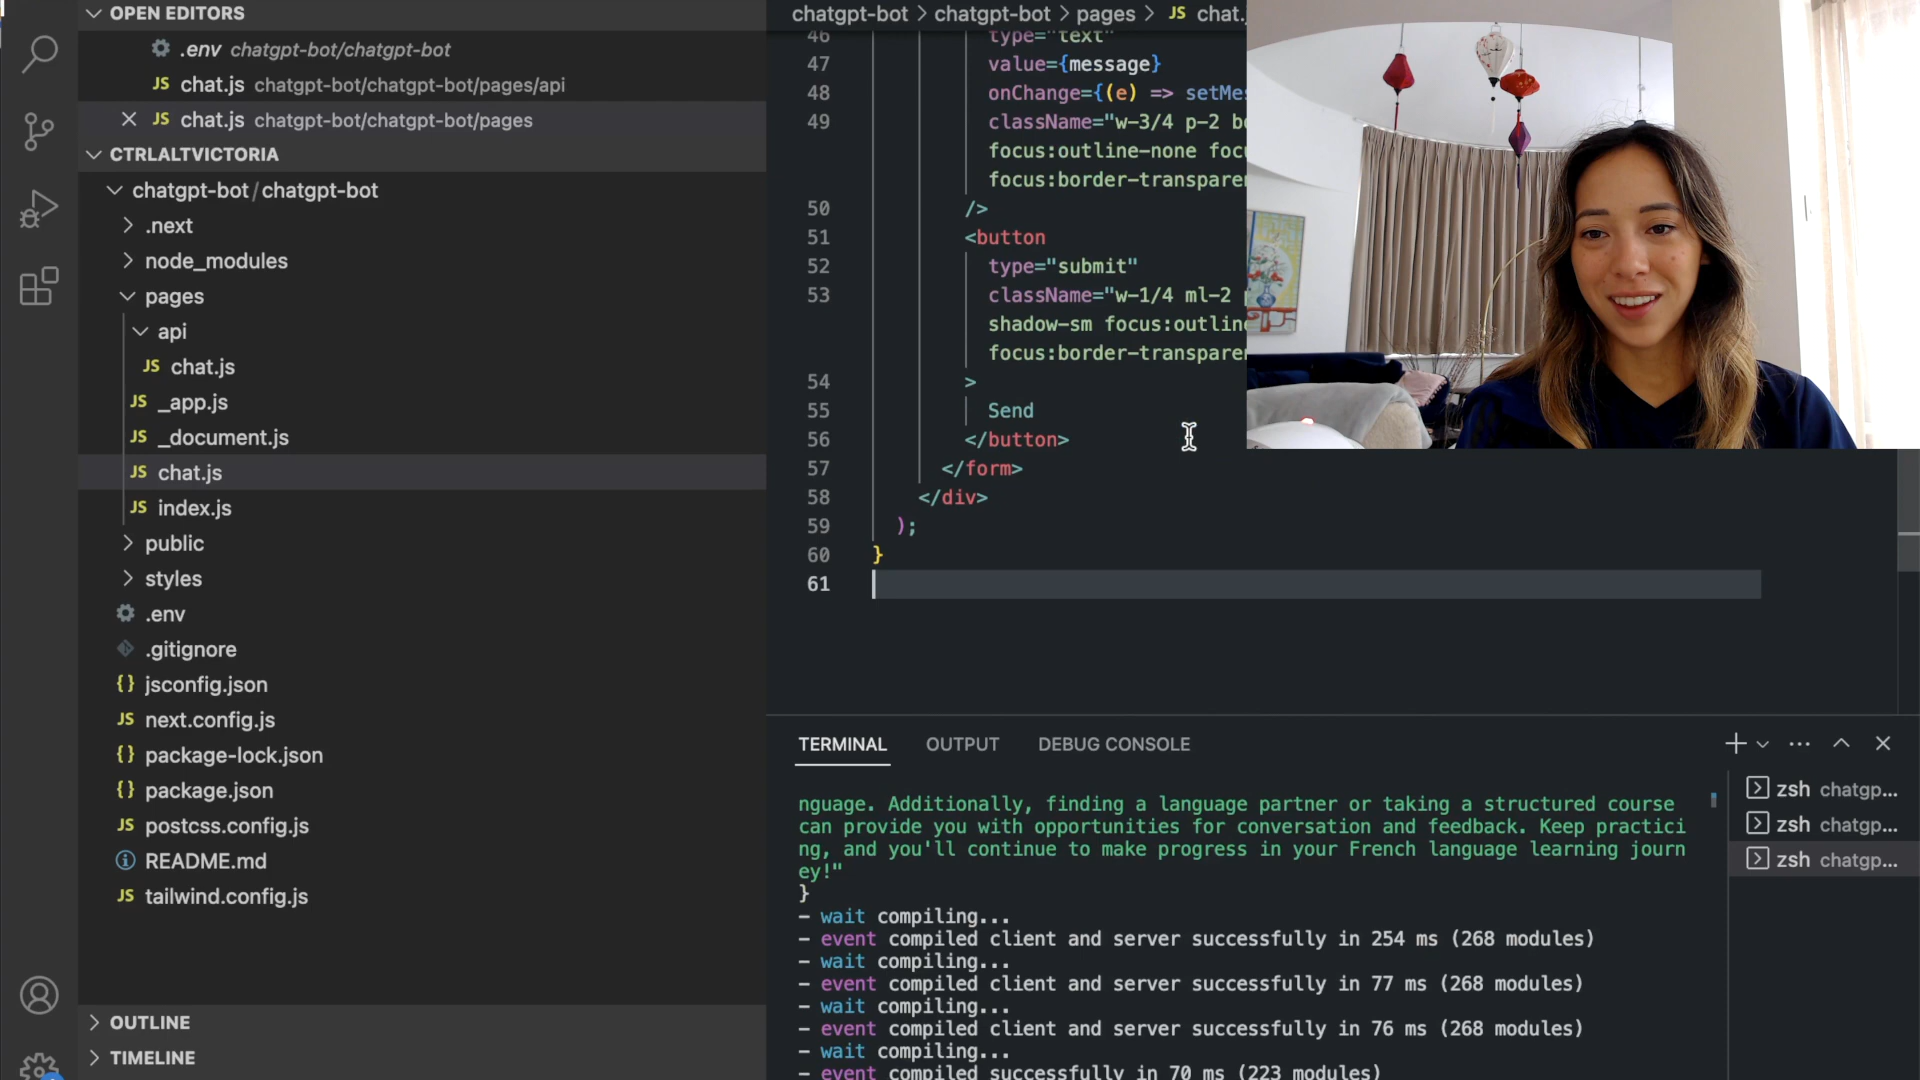 OPEN EDITORS
.env chatgpt-bot/chatgpt-bot
JS chat.js chatgpt-bot/chatgpt-bot/pages/api
JS chat.js chatgpt-bot/chatgpt-bot/pages
CTRLALTVICTORIA
chatgpt-bot/chatgpt-bot
.next
node_modules
pages
api
JS chat.js
JS _app.js
JS _document.js
JS chat.js
JS index.js
public
styles
.env
.gitignore
{} jsconfig.json
JS next.config.js
{} package-lock.json
{} package.json
JS postcss.config.js
README.md
JS tailwind.config.js
OUTLINE
TIMELINE
chatgpt-bot > chatgpt-bot > pages > JS chat.
46 type="text"
47 value={message}
48 onChange={(e) => setMes
49 className="w-3/4 p-2 b
focus:outline-none foc
focus:border-transpare
50 />
51 <button
52 type="submit"
53 className="w-1/4 ml-2
shadow-sm focus:outlin
focus:border-transpare
54 >
55 Send
56 </button>
57 </form>
58 </div>
59 );
60 }
61
TERMINAL OUTPUT DEBUG CONSOLE
nguage. Additionally, finding a language partner or taking a structured course
can provide you with opportunities for conversation and feedback. Keep practici
ng, and you'll continue to make progress in your French language learning journ
ey!"
}
- wait compiling...
- event compiled client and server successfully in 254 ms (268 modules)
- wait compiling...
- event compiled client and server successfully in 77 ms (268 modules)
- wait compiling...
- event compiled client and server successfully in 76 ms (268 modules)
- wait compiling...
- event compiled successfully in 70 ms (223 modules)
zsh chatgp...
zsh chatgp...
zsh chatgp...